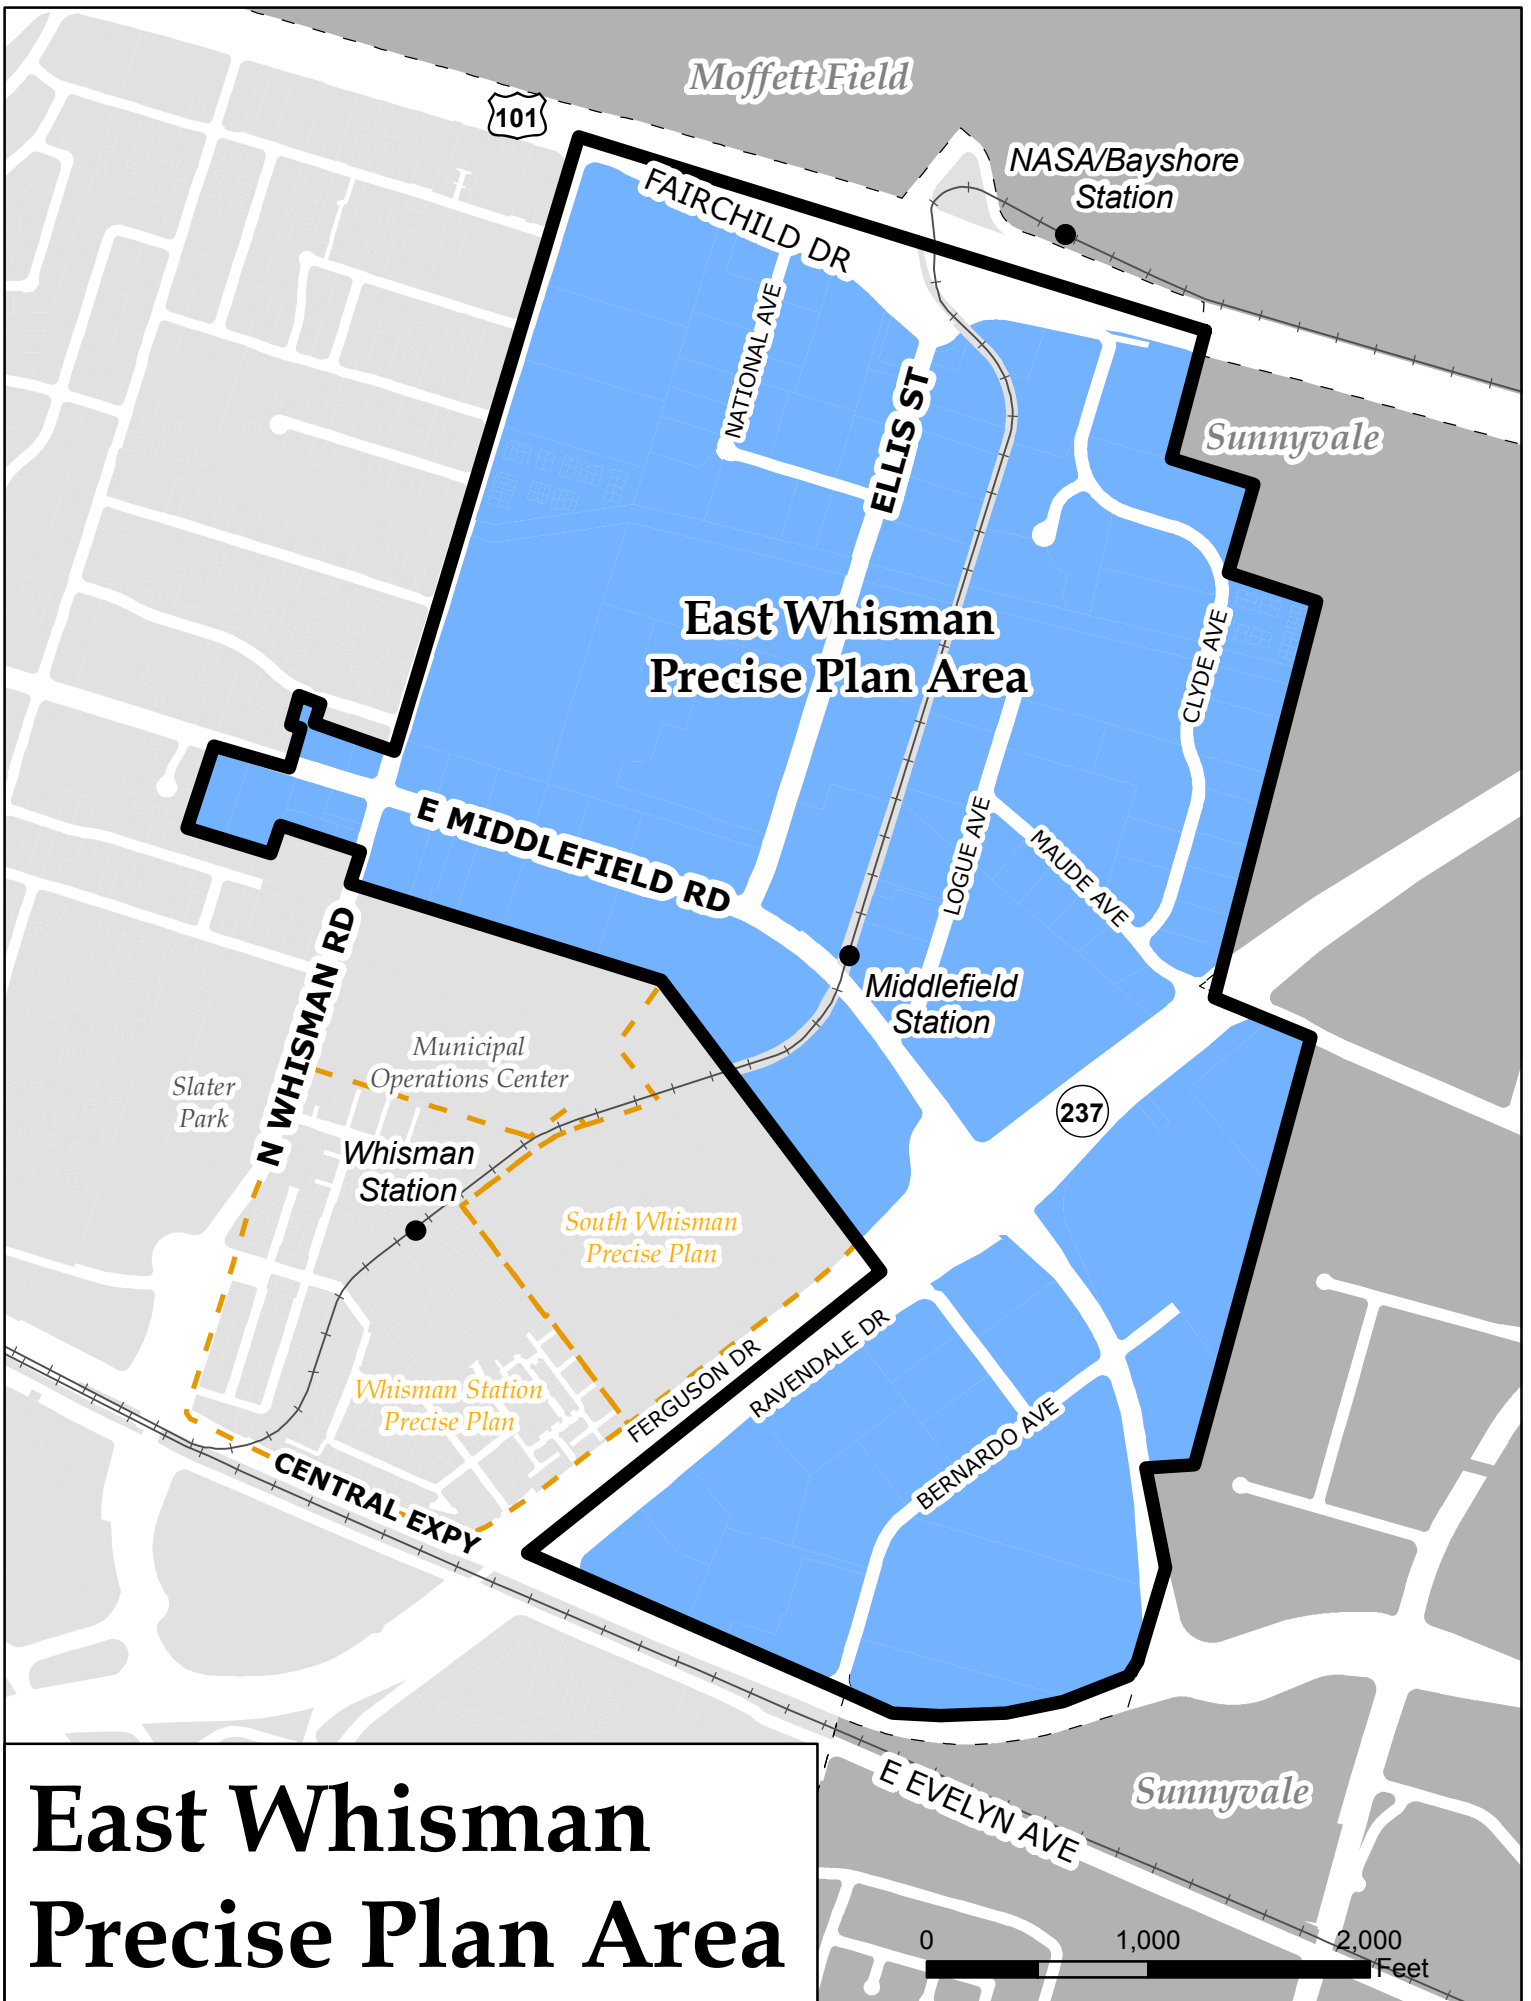 Moffett Field
101
NASA/Bayshore
Station
FAIRCHILD DR
NATIONAL AVE
ELLIS ST
Sunnyvale
East Whisman
Precise Plan Area
CLYDE AVE
E MIDDLEFIELD RD
LOGUE AVE
MAUDE AVE
N WHISMAN RD
Middlefield
Station
Municipal
Operations Center
Slater
Park
237
Whisman
Station
South Whisman
Precise Plan
Whisman Station
Precise Plan
FERGUSON DR
RAVENDALE DR
BERNARDO AVE
CENTRAL EXPY
E EVELYN AVE
Sunnyvale
East Whisman
Precise Plan Area
0 1,000 2,000
Feet